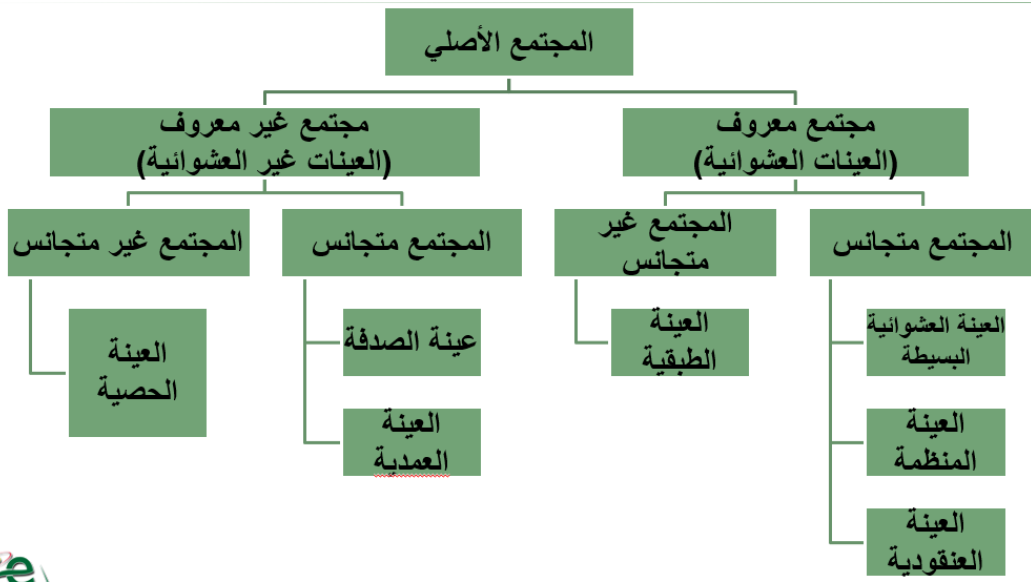 المجتمع الأصلي
مجتمع معروف
(العينات العشوائية)
مجتمع غير معروف
(العينات غير العشوائية)
المجتمع متجانس
المجتمع غير
متجانس
المجتمع متجانس
المجتمع غير متجانس
العينة العشوائية
البسيطة
العينة
المنظمة
العينة
العنقودية
العينة
الطبقية
عينة الصدفة
العينة
العمدية
العينة
الحصية